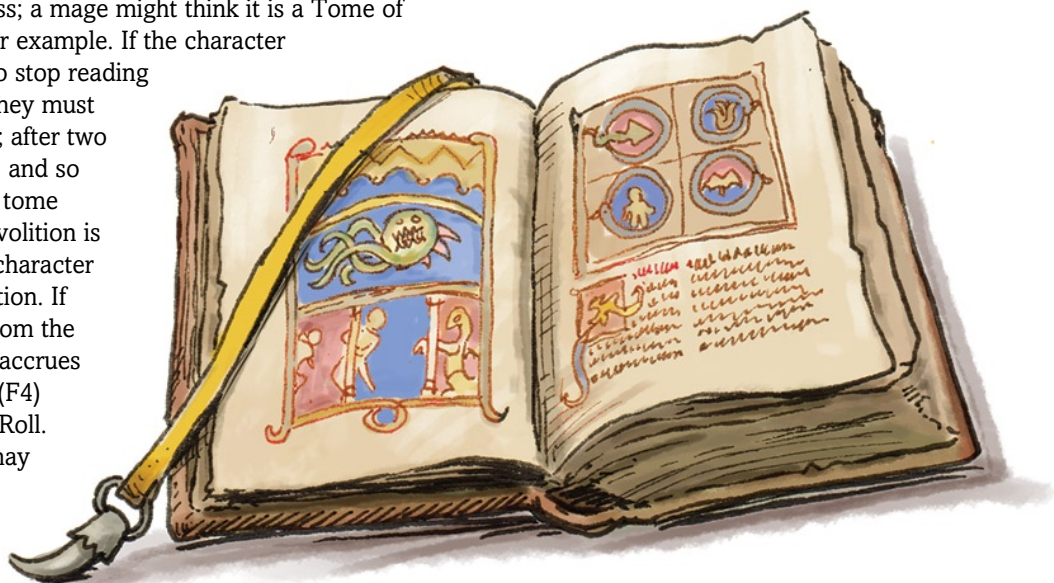 ss; a mage might think it is a Tome of
r example. If the character
o stop reading
hey must
; after two
and so
tome
volition is
character
tion. If
om the
accrues
(F4)
Roll.
may